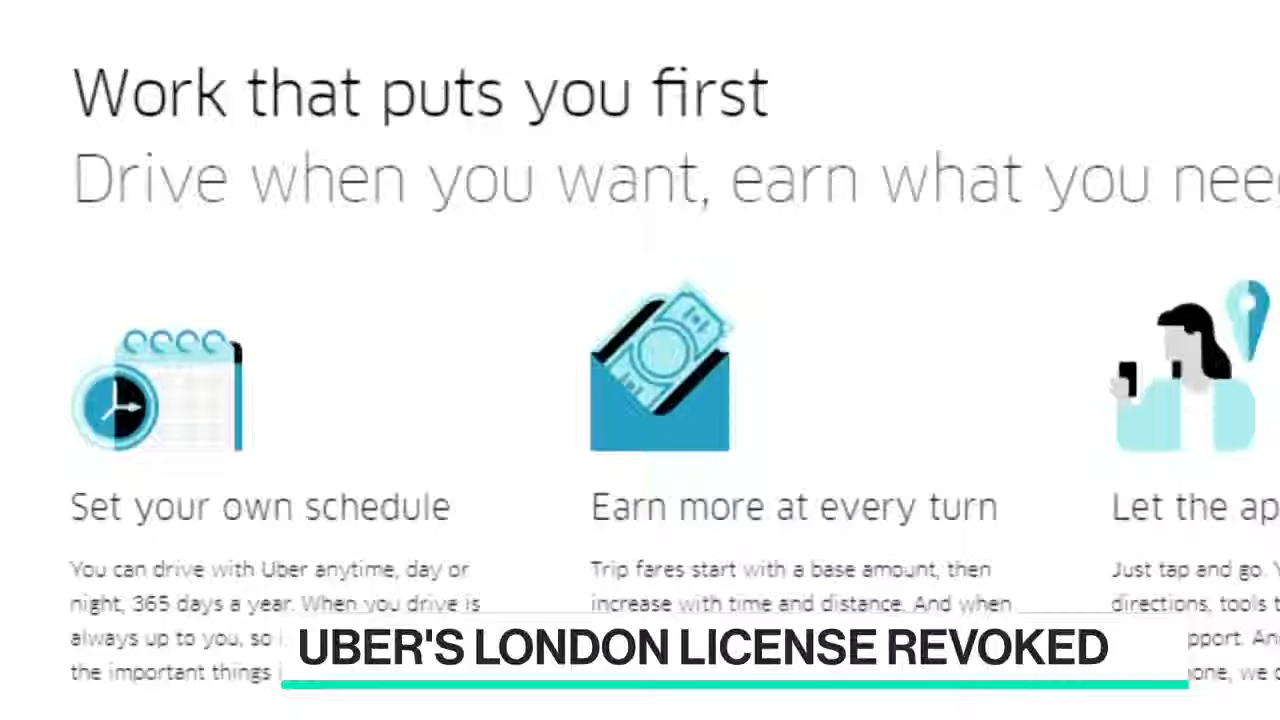 Work that puts you first
Drive when you want, earn what you
Set your own schedule
You can drive with Uber anytime, day or
night, 365 days a year. When you drive is
always up to you, so
the important things
Earn more at every turn
Trip fares start with a base amount, then
increase with time and distance. And when
Let the
Just tap and go.
directions, tools
we
UBER'S LONDON LICENSE REVOKED